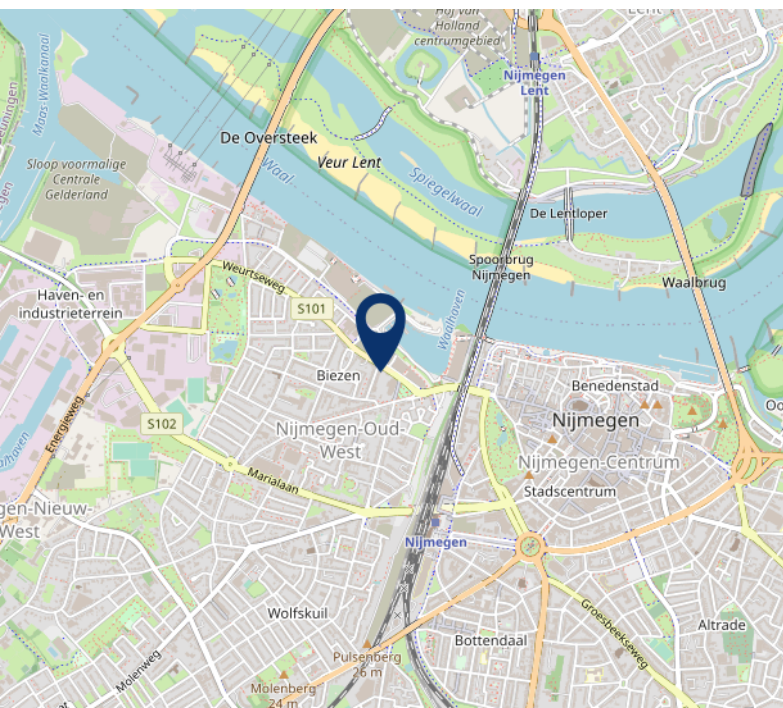 Hof van
Holland
centrumgebied
Lent
Nijmegen
Lent
Maas-Waalkanaal
De Oversteek
Veur Lent
Waal
Spiegelwaal
Sloop voormalige
Centrale
Gelderland
De Lentloper
Spoorbrug
Nijmegen
Waalbrug
Weurtseweg
Haven- en
industrieterrein
S101
Waalhaven
Biezen
Benedenstad
Nijmegen
S102
Energieweg
Nijmegen-Oud-
West
Nijmegen-Centrum
Marialaan
Stadscentrum
gen-Nieuw-
West
Nijmegen
Wolfskuil
Groesbeekseweg
Altrade
Bottendaal
Molenweg
Pulsenberg
26 m
Molenberg
24 m